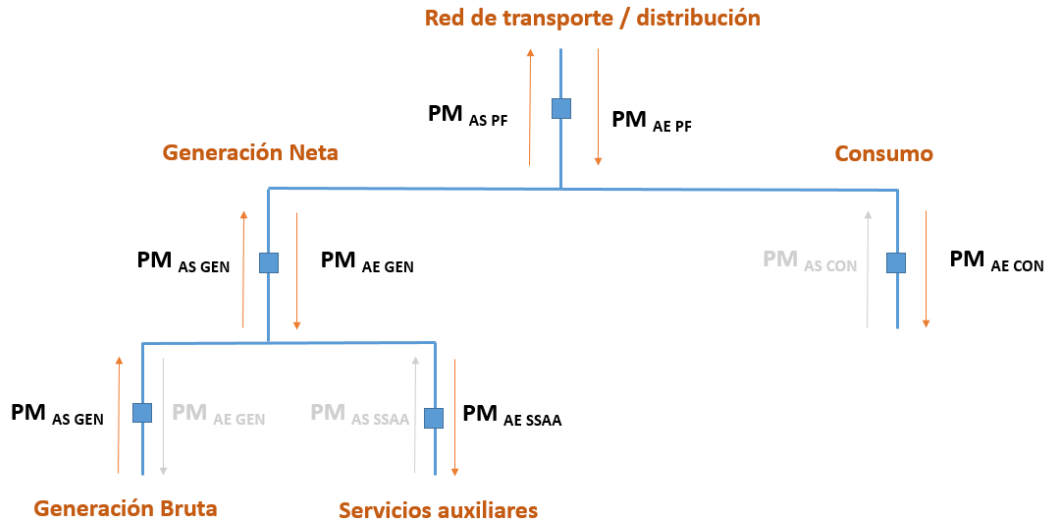 Red de transporte / distribución
PM AS PF
PM AE PF
Generación Neta
Consumo
PM AS GEN
PM AE GEN
PM AS CON
PM AE CON
PM AS GEN
PM AE GEN
PM AS SSAA
PM AE SSAA
Generación Bruta
Servicios auxiliares